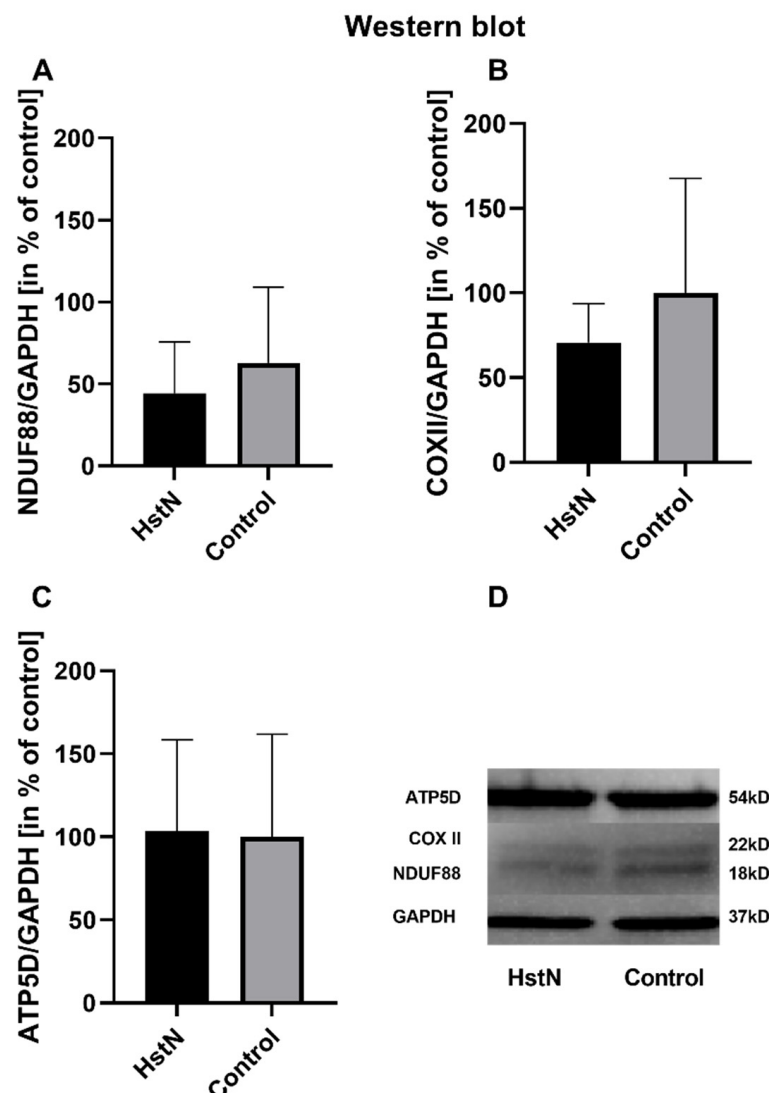 Western blot
A
NDUF88/GAPDH [in % of control]
200
150
100
50
0
HstN
Control
B
COXII/GAPDH [in % of control]
200
150
100
50
0
HstN
Control
C
ATP5D/GAPDH [in % of control]
200
150
100
50
0
HstN
Control
D
ATP5D 54kD
COX II 22kD
NDUF88 18kD
GAPDH 37kD
HstN Control